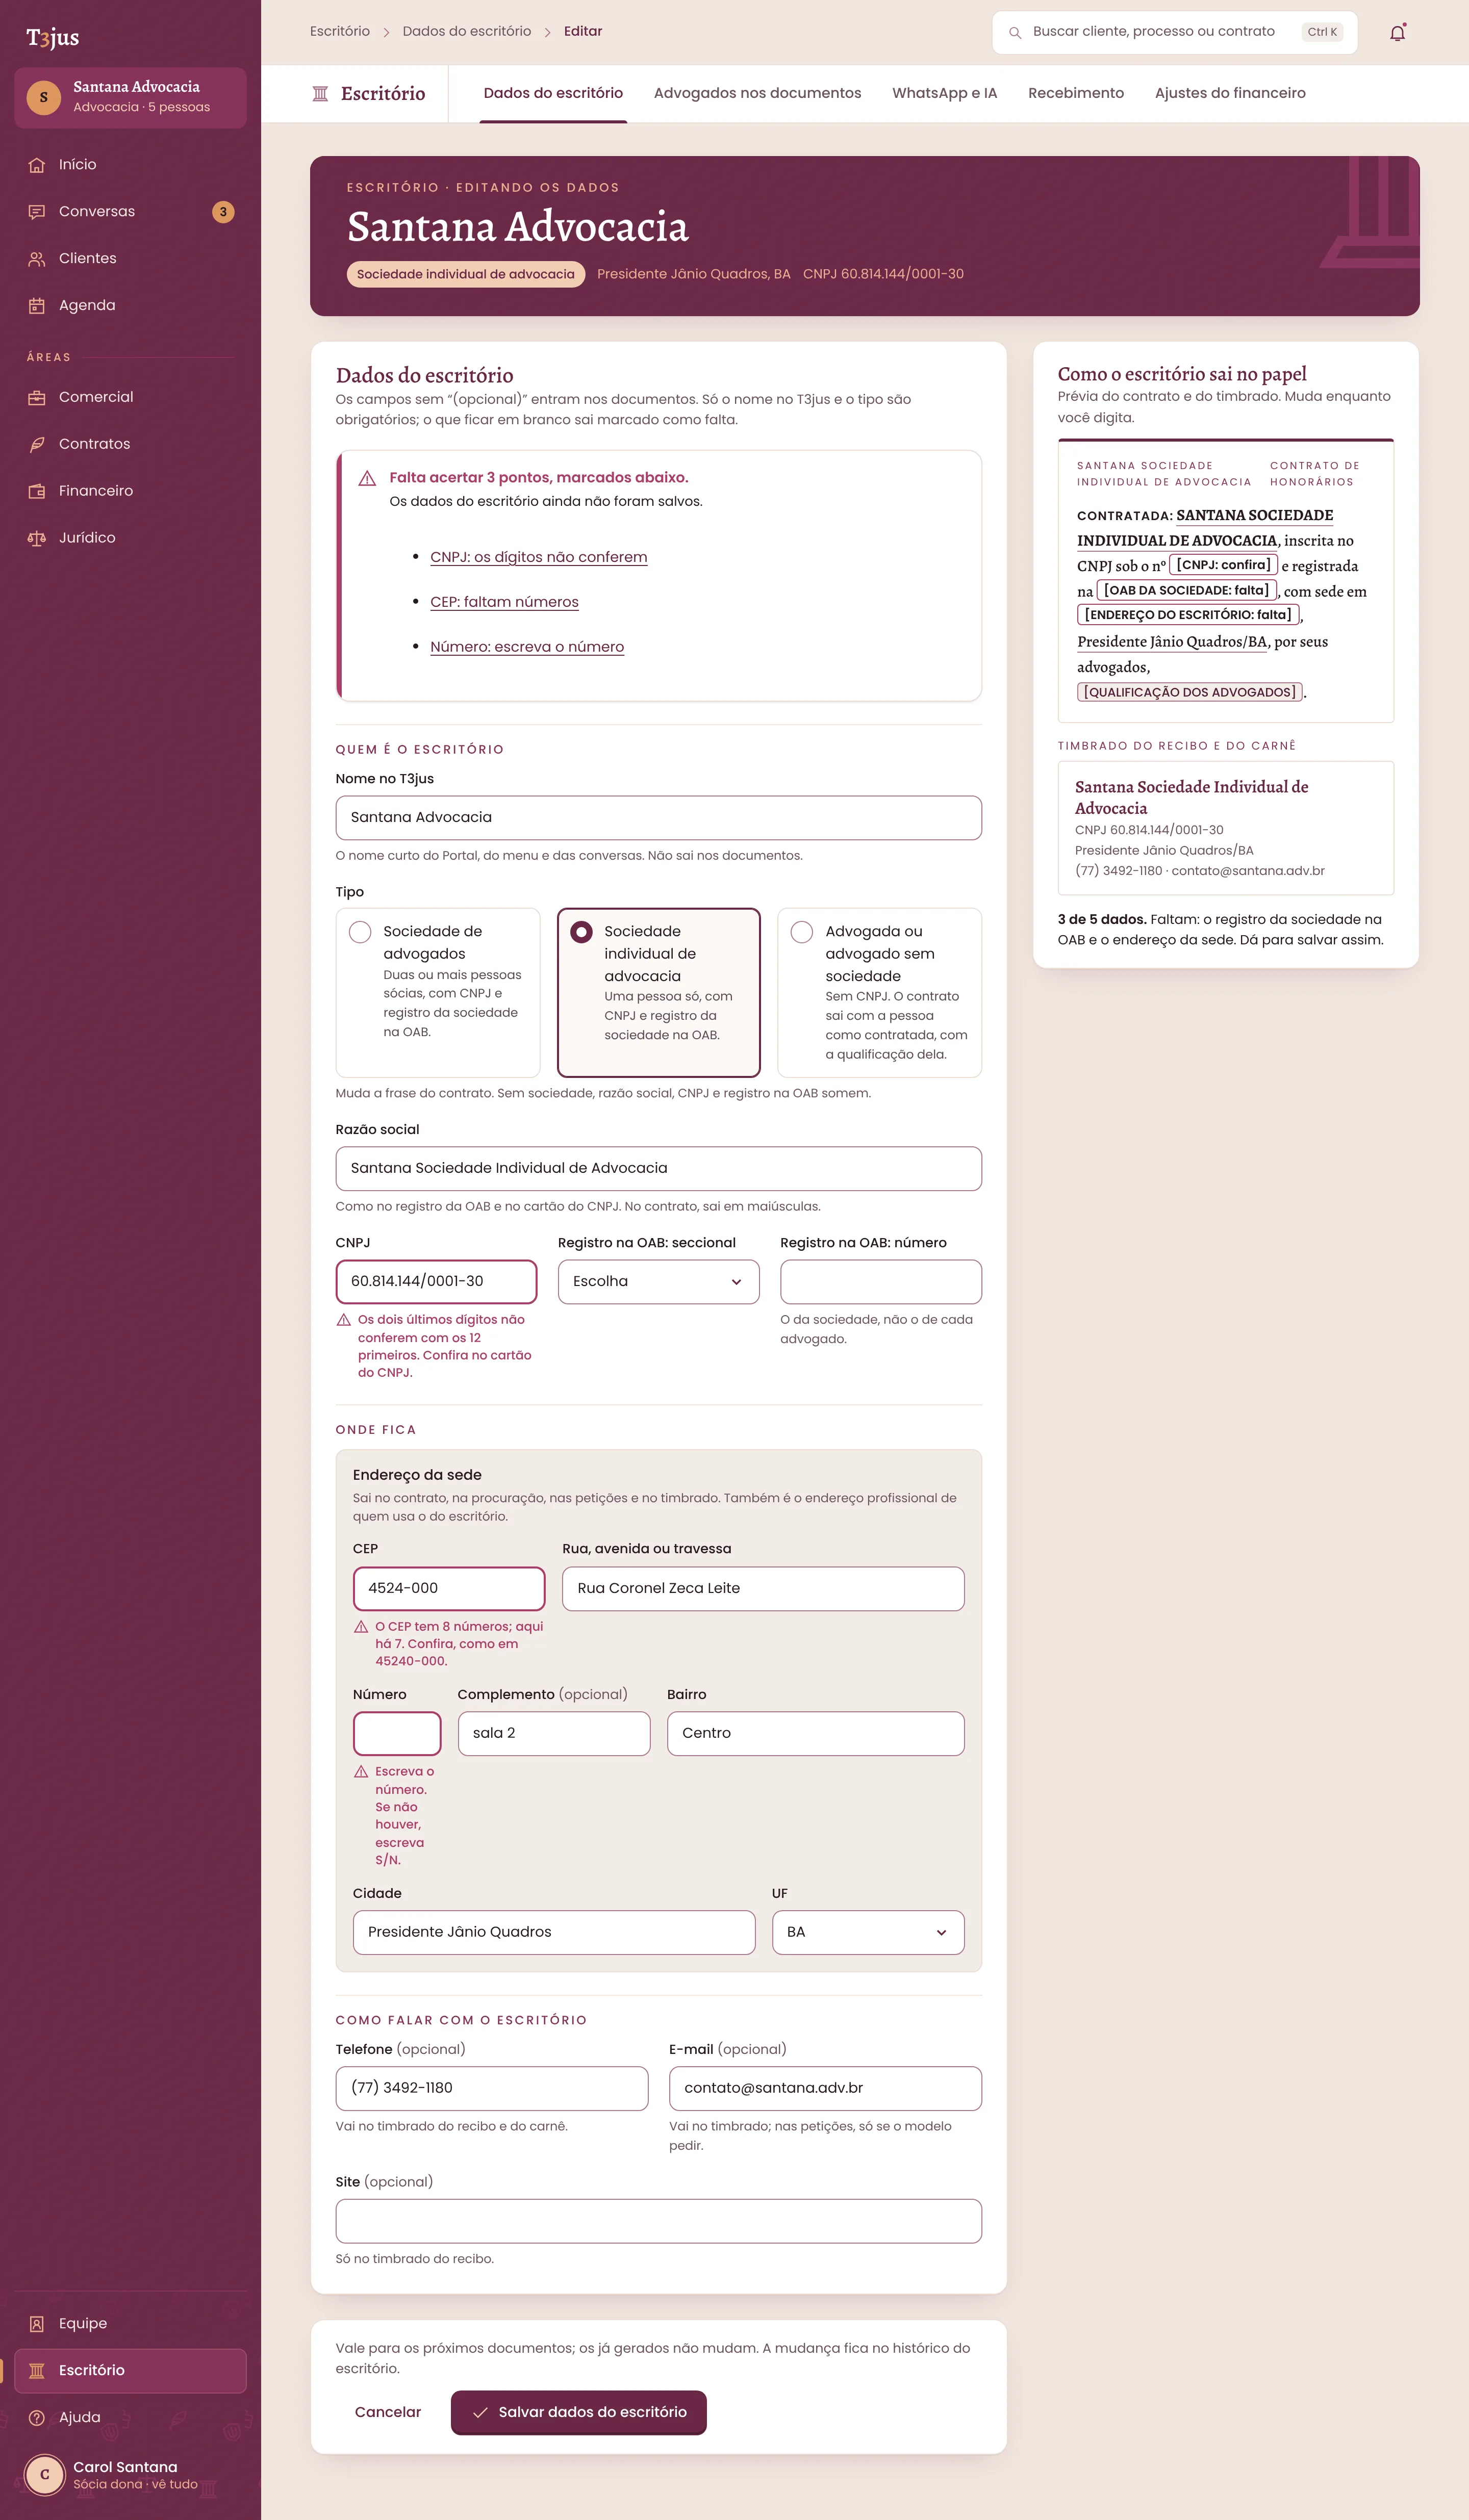 T3jus
S
Santana Advocacia
Advocacia · 5 pessoas
Início
Conversas
3
Clientes
Agenda
ÁREAS
Comercial
Contratos
Financeiro
Jurídico
Equipe
Escritório
Ajuda
C
Carol Santana
Sócia dona · vê tudo
Escritório
Dados do escritório
Editar
Buscar cliente, processo ou contrato
Ctrl K
Escritório
Dados do escritório
Advogados nos documentos
WhatsApp e IA
Recebimento
Ajustes do financeiro
ESCRITÓRIO · EDITANDO OS DADOS
Santana Advocacia
Sociedade individual de advocacia
Presidente Jânio Quadros, BA
CNPJ 60.814.144/0001-30
Dados do escritório
Os campos sem “(opcional)” entram nos documentos. Só o nome no T3jus e o tipo são
obrigatórios; o que ficar em branco sai marcado como falta.
Falta acertar 3 pontos, marcados abaixo.
Os dados do escritório ainda não foram salvos.
• CNPJ: os dígitos não conferem
• CEP: faltam números
• Número: escreva o número
QUEM É O ESCRITÓRIO
Nome no T3jus
Santana Advocacia
O nome curto do Portal, do menu e das conversas. Não sai nos documentos.
Tipo
Sociedade de
advogados
Duas ou mais pessoas
sócias, com CNPJ e
registro da sociedade
na OAB.
Sociedade
individual de
advocacia
Uma pessoa só, com
CNPJ e registro da
sociedade na OAB.
Advogada ou
advogado sem
sociedade
Sem CNPJ. O contrato
sai com a pessoa
como contratada, com
a qualificação dela.
Muda a frase do contrato. Sem sociedade, razão social, CNPJ e registro na OAB somem.
Razão social
Santana Sociedade Individual de Advocacia
Como no registro da OAB e no cartão do CNPJ. No contrato, sai em maiúsculas.
CNPJ
60.814.144/0001-30
Os dois últimos dígitos não
conferem com os 12
primeiros. Confira no cartão
do CNPJ.
Registro na OAB: seccional
Escolha
Registro na OAB: número
O da sociedade, não o de cada
advogado.
ONDE FICA
Endereço da sede
Sai no contrato, na procuração, nas petições e no timbrado. Também é o endereço profissional de
quem usa o do escritório.
CEP
4524-000
O CEP tem 8 números; aqui
há 7. Confira, como em
45240-000.
Rua, avenida ou travessa
Rua Coronel Zeca Leite
Número
Escreva o
número.
Se não
houver,
escreva
S/N.
Complemento (opcional)
sala 2
Bairro
Centro
Cidade
Presidente Jânio Quadros
UF
BA
COMO FALAR COM O ESCRITÓRIO
Telefone (opcional)
(77) 3492-1180
Vai no timbrado do recibo e do carnê.
E-mail (opcional)
contato@santana.adv.br
Vai no timbrado; nas petições, só se o modelo
pedir.
Site (opcional)
Só no timbrado do recibo.
Vale para os próximos documentos; os já gerados não mudam. A mudança fica no histórico do
escritório.
Cancelar
Salvar dados do escritório
Como o escritório sai no papel
Prévia do contrato e do timbrado. Muda enquanto
você digita.
SANTANA SOCIEDADE
INDIVIDUAL DE ADVOCACIA
CONTRATO DE
HONORÁRIOS
CONTRATADA: SANTANA SOCIEDADE
INDIVIDUAL DE ADVOCACIA, inscrita no
CNPJ sob o nº [CNPJ: confira] e registrada
na [OAB DA SOCIEDADE: falta], com sede em
[ENDEREÇO DO ESCRITÓRIO: falta],
Presidente Jânio Quadros/BA, por seus
advogados,
[QUALIFICAÇÃO DOS ADVOGADOS].
TIMBRADO DO RECIBO E DO CARNÊ
Santana Sociedade Individual de
Advocacia
CNPJ 60.814.144/0001-30
Presidente Jânio Quadros/BA
(77) 3492-1180 · contato@santana.adv.br
3 de 5 dados. Faltam: o registro da sociedade na
OAB e o endereço da sede. Dá para salvar assim.